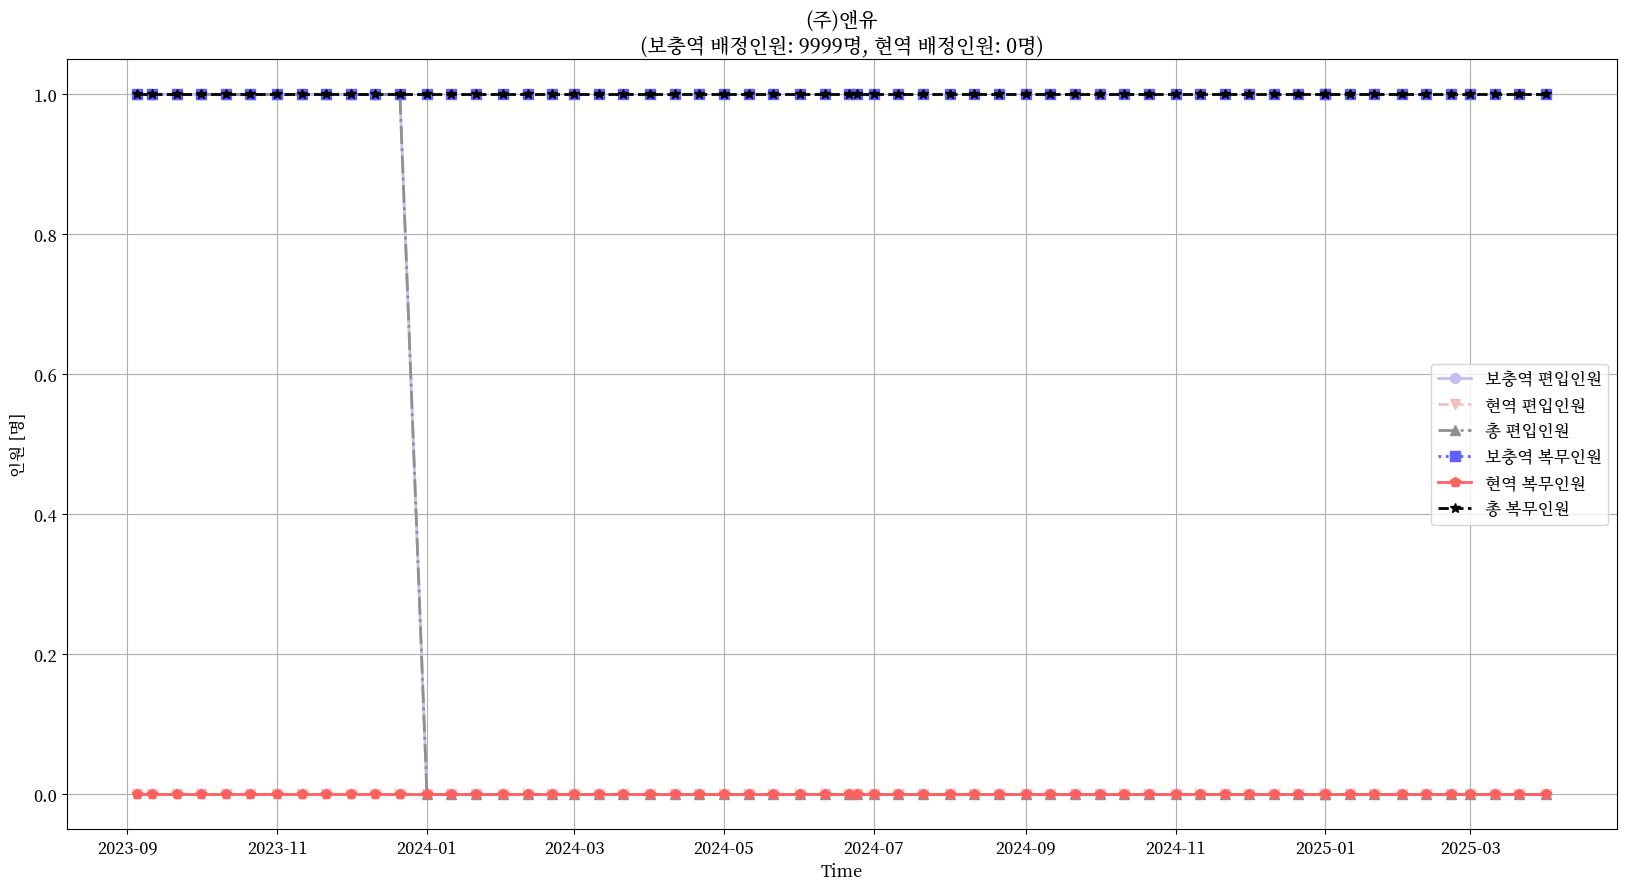 (주)앤유
(보충역 배정인원: 9999명, 현역 배정인원: 0명)
인원 [명]
1.0
0.8
0.6
0.4
0.2
0.0
보충역 편입인원
현역 편입인원
총 편입인원
보충역 복무인원
현역 복무인원
총 복무인원
2023-09
2023-11
2024-01
2024-03
2024-05
2024-07
2024-09
2024-11
2025-01
2025-03
Time